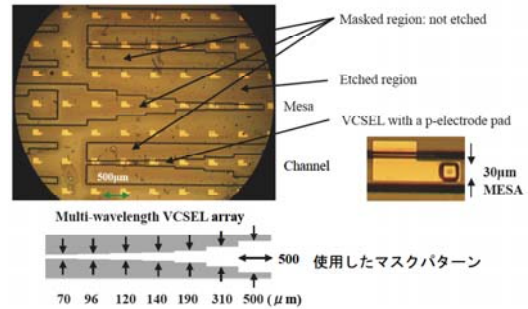 Masked region: not etched
Etched region
Mesa
VCSEL with a p-electrode pad
Channel
500μm
30μm
MESA
Multi-wavelength VCSEL array
500 使用したマスクパターン
70 96 120 140 190 310 500 (μm)